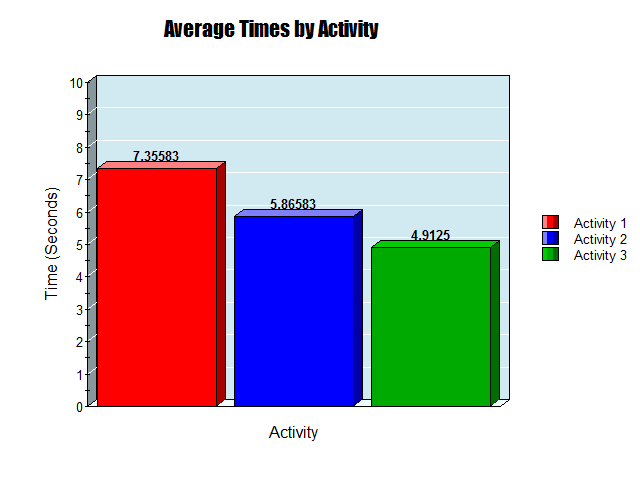 Average Times by Activity
10
9
8
7
6
5
4
3
2
1
0
Time (Seconds)
7.35583
5.86583
4.9125
Activity
Activity 1
Activity 2
Activity 3